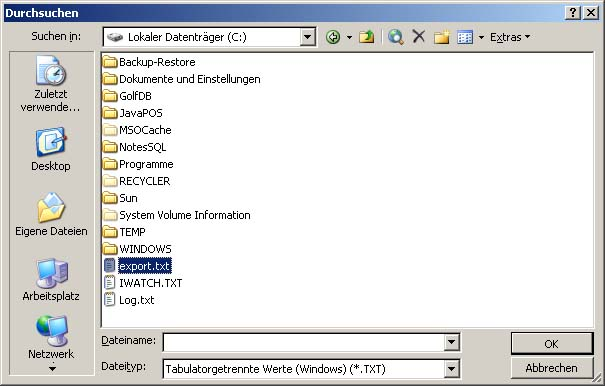 Durchsuchen
Suchen in:
Lokaler Datenträger (C:)
Extras
Zuletzt
verwende...
Desktop
Eigene Dateien
Arbeitsplatz
Netzwerk
Backup-Restore
Dokumente und Einstellungen
GolfDB
JavaPOS
MSOCache
NotesSQL
Programme
RECYCLER
Sun
System Volume Information
TEMP
WINDOWS
export.txt
IWATCH.TXT
Log.txt
Dateiname:
OK
Dateityp:
Tabulatorgetrennte Werte (Windows) (*.TXT)
Abbrechen